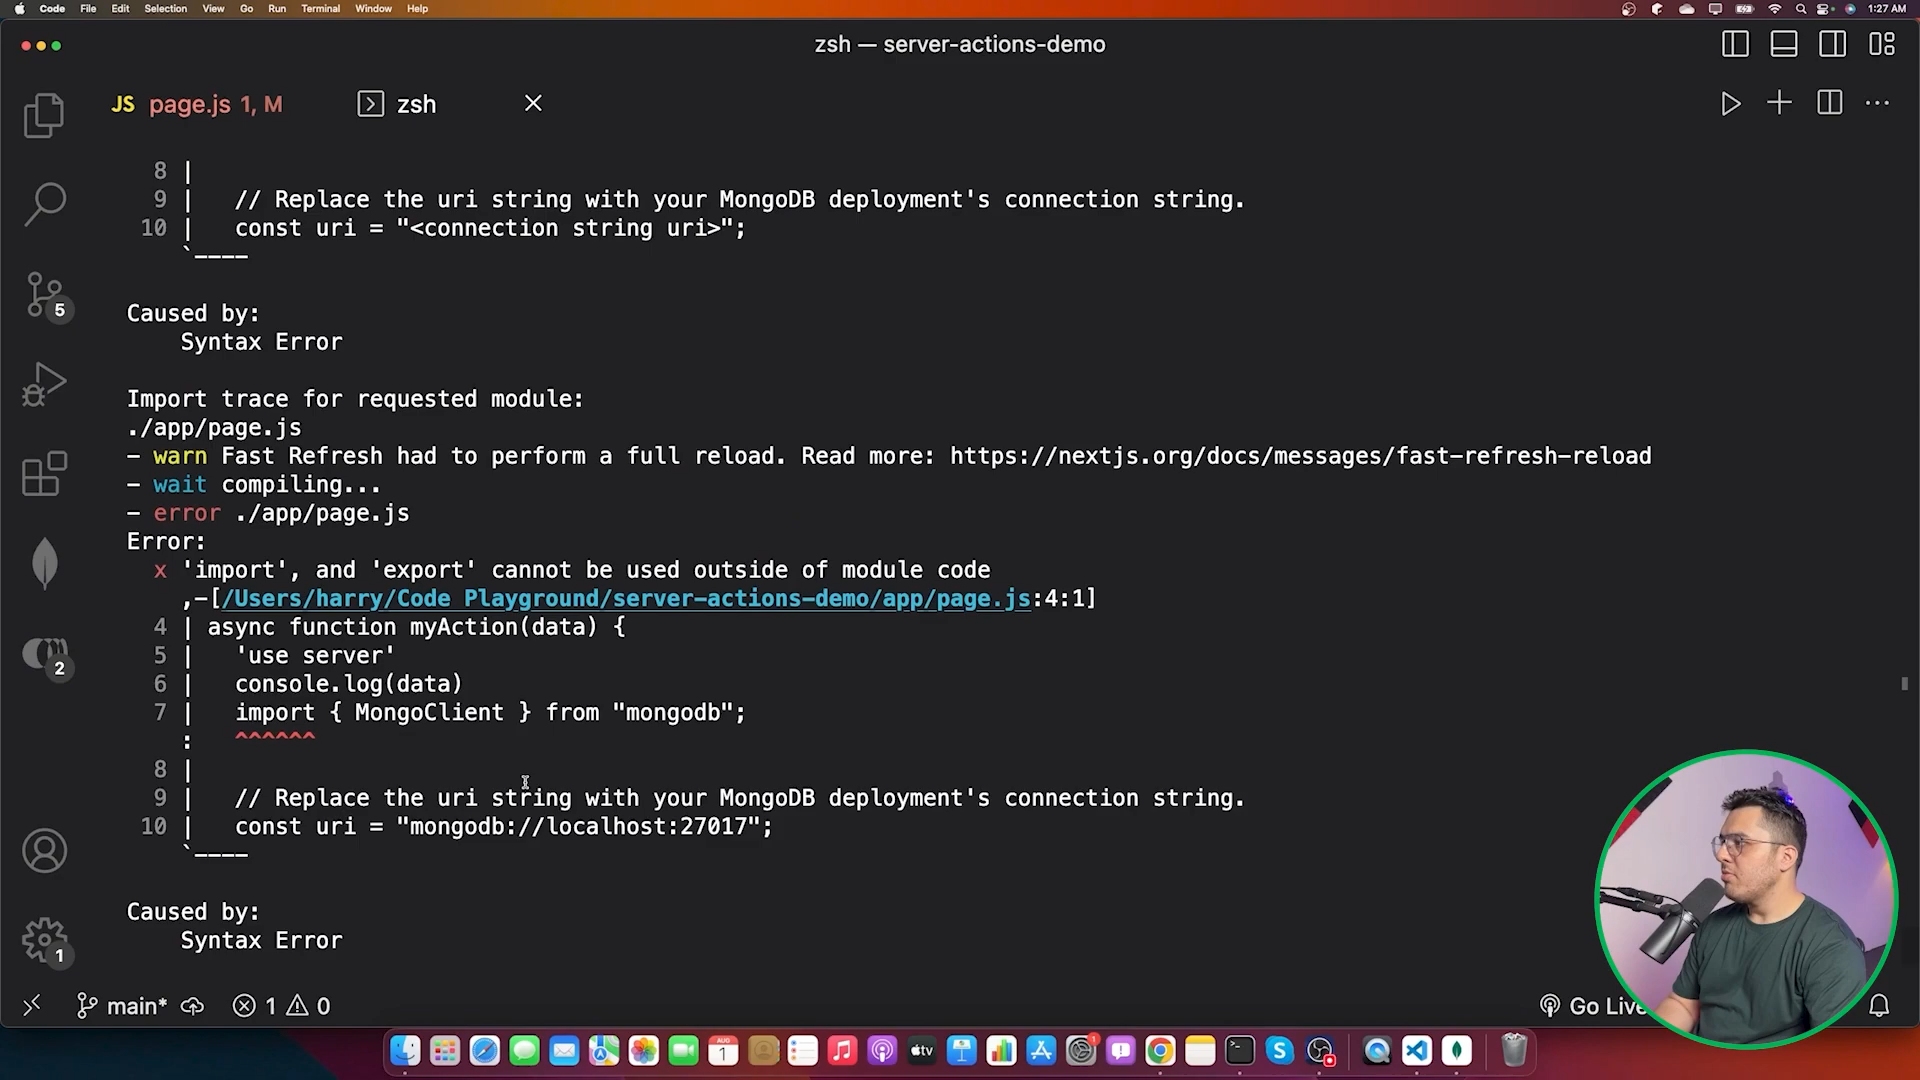 Code File Edit Selection View Go Run Terminal Window Help 1:27 AM
zsh — server-actions-demo
JS page.js 1, M zsh
8 |
9 | // Replace the uri string with your MongoDB deployment's connection string.
10 | const uri = "<connection string uri>";
`----
Caused by:
Syntax Error
Import trace for requested module:
./app/page.js
- warn Fast Refresh had to perform a full reload. Read more: https://nextjs.org/docs/messages/fast-refresh-reload
- wait compiling...
- error ./app/page.js
Error:
x 'import', and 'export' cannot be used outside of module code
,-[/Users/harry/Code Playground/server-actions-demo/app/page.js:4:1]
4 | async function myAction(data) {
5 | 'use server'
6 | console.log(data)
7 | import { MongoClient } from "mongodb";
: ^^^^^^
8 |
9 | // Replace the uri string with your MongoDB deployment's connection string.
10 | const uri = "mongodb://localhost:27017";
`----
Caused by:
Syntax Error
5
2
1
main* 1 0 Go Live
AUG
1
tv
S